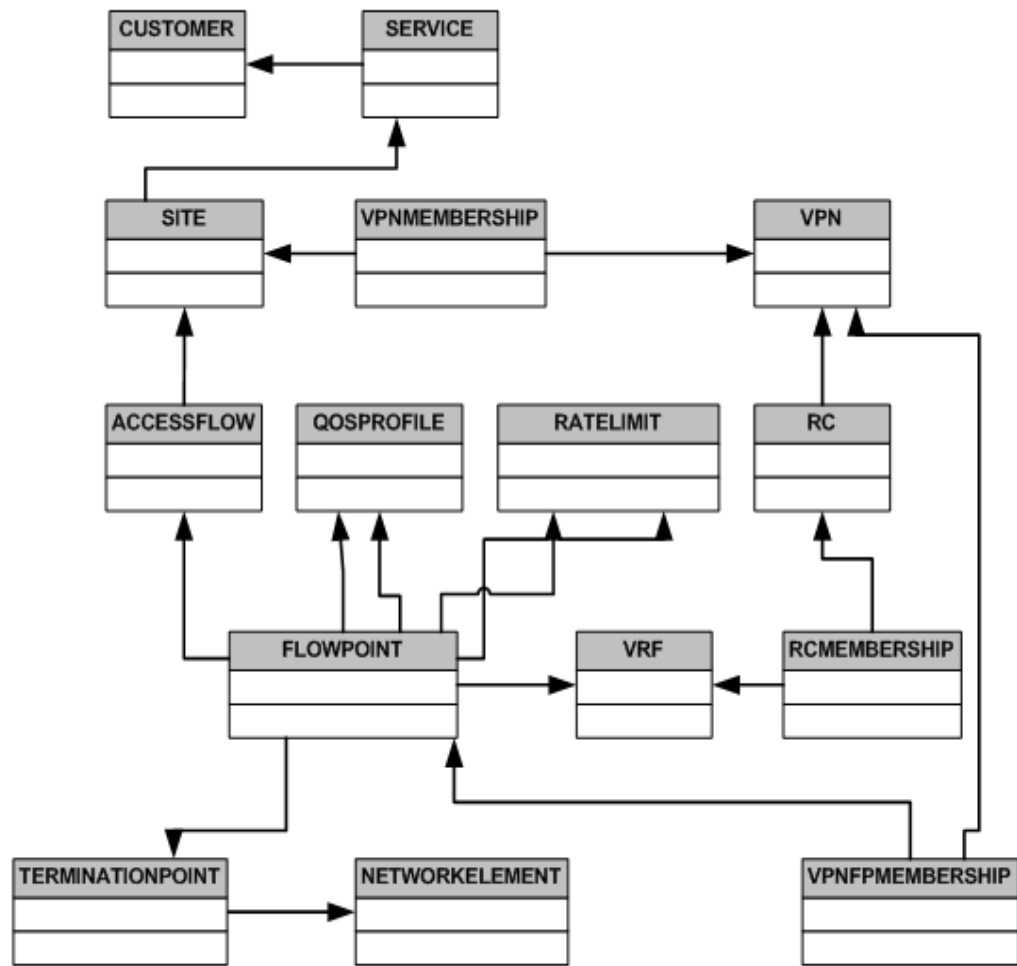 CUSTOMER
SERVICE
SITE
VPNMEMBERSHIP
VPN
ACCESSFLOW
QOSPROFILE
RATELIMIT
RC
FLOWPOINT
VRF
RCMEMBERSHIP
TERMINATIONPOINT
NETWORKELEMENT
VPNFPMEMBERSHIP